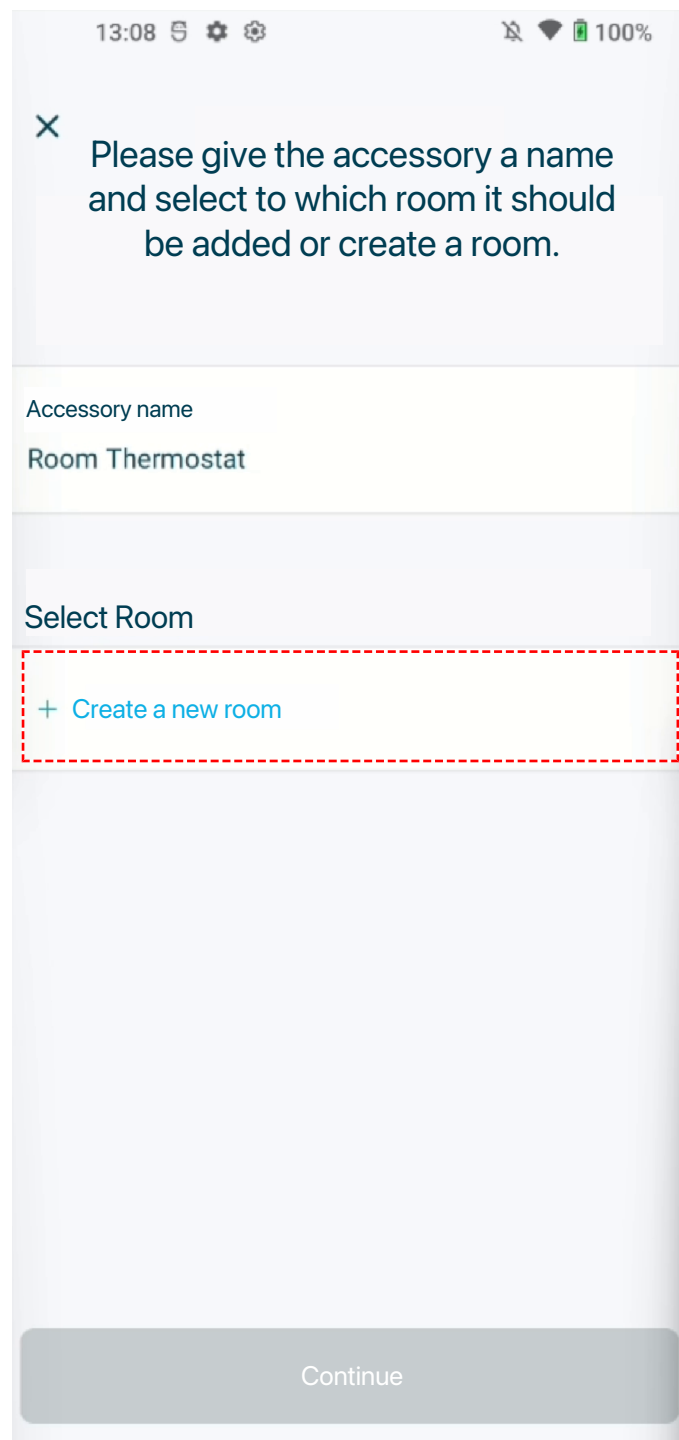 13:08 100%
Please give the accessory a name
and select to which room it should
be added or create a room.
Accessory name
Room Thermostat
Select Room
+ Create a new room
Continue